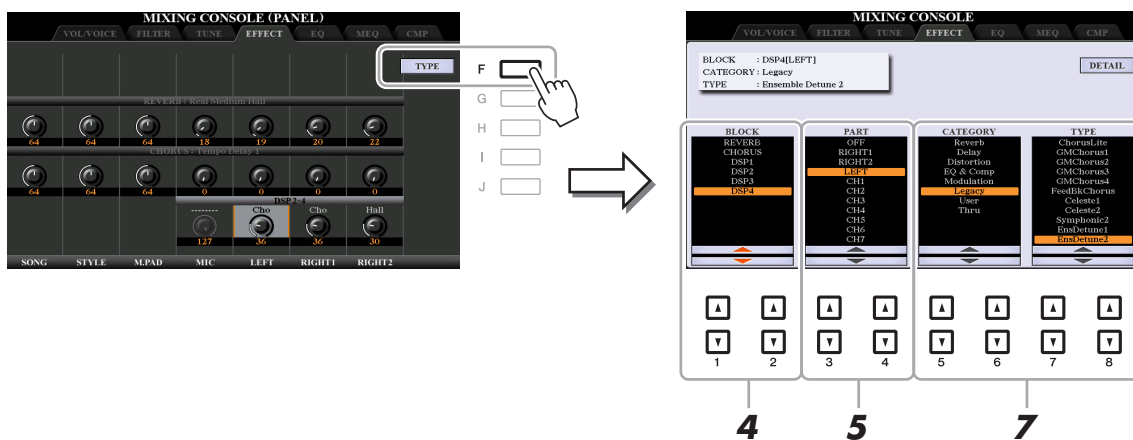 MIXING CONSOLE (PANEL)
VOL/VOICE FILTER TUNE EFFECT EQ MEQ CMP
TYPE
F
G
H
I
J
REVERB : Real Medium Hall
64 64 64 18 19 20 22
CHORUS : Tempo Delay 1
64 64 64 0 0 0 0
DSP 2-4
-------- Cho Cho Hall
127 36 36 30
SONG STYLE M.PAD MIC LEFT RIGHT1 RIGHT2
MIXING CONSOLE
VOL/VOICE FILTER TUNE EFFECT EQ MEQ CMP
BLOCK : DSP4[LEFT]
CATEGORY : Legacy
TYPE : Ensemble Detune 2
DETAIL
BLOCK
REVERB
CHORUS
DSP1
DSP2
DSP3
DSP4
PART
OFF
RIGHT1
RIGHT2
LEFT
CH1
CH2
CH3
CH4
CH5
CH6
CH7
CATEGORY
Reverb
Delay
Distortion
EQ & Comp
Modulation
Legacy
User
Thru
TYPE
ChorusLite
GMChorus1
GMChorus2
GMChorus3
GMChorus4
FeedBkChorus
Celeste1
Celeste2
Symphonic2
EnsDetune1
EnsDetune2
1 2 3 4 5 6 7 8
4 5 7